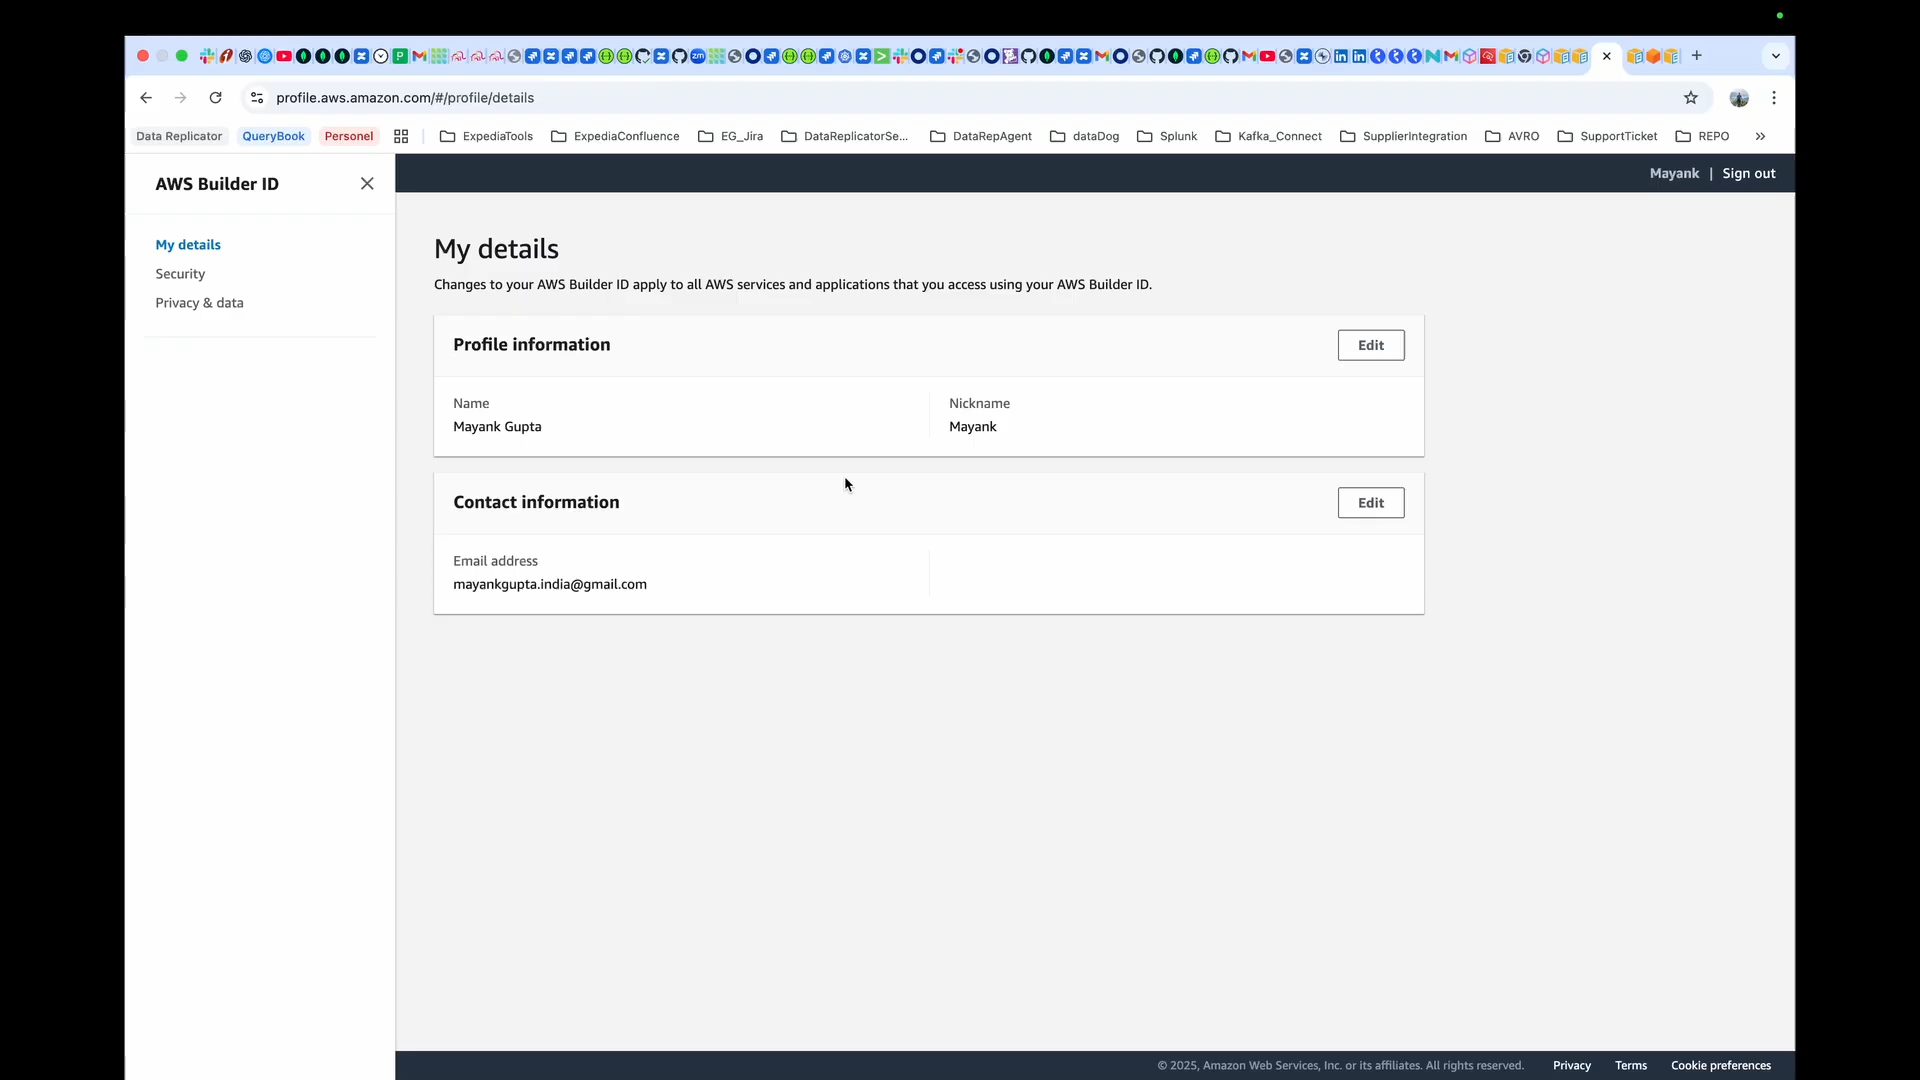 profile.aws.amazon.com/#/profile/details
Data Replicator
QueryBook
Personel
ExpediaTools
ExpediaConfluence
EG_Jira
DataReplicatorSe...
DataRepAgent
dataDog
Splunk
Kafka_Connect
SupplierIntegration
AVRO
SupportTicket
REPO
AWS Builder ID
Mayank | Sign out
My details
Security
Privacy & data
My details
Changes to your AWS Builder ID apply to all AWS services and applications that you access using your AWS Builder ID.
Profile information
Edit
Name
Mayank Gupta
Nickname
Mayank
Contact information
Edit
Email address
mayankgupta.india@gmail.com
© 2025, Amazon Web Services, Inc. or its affiliates. All rights reserved.
Privacy
Terms
Cookie preferences